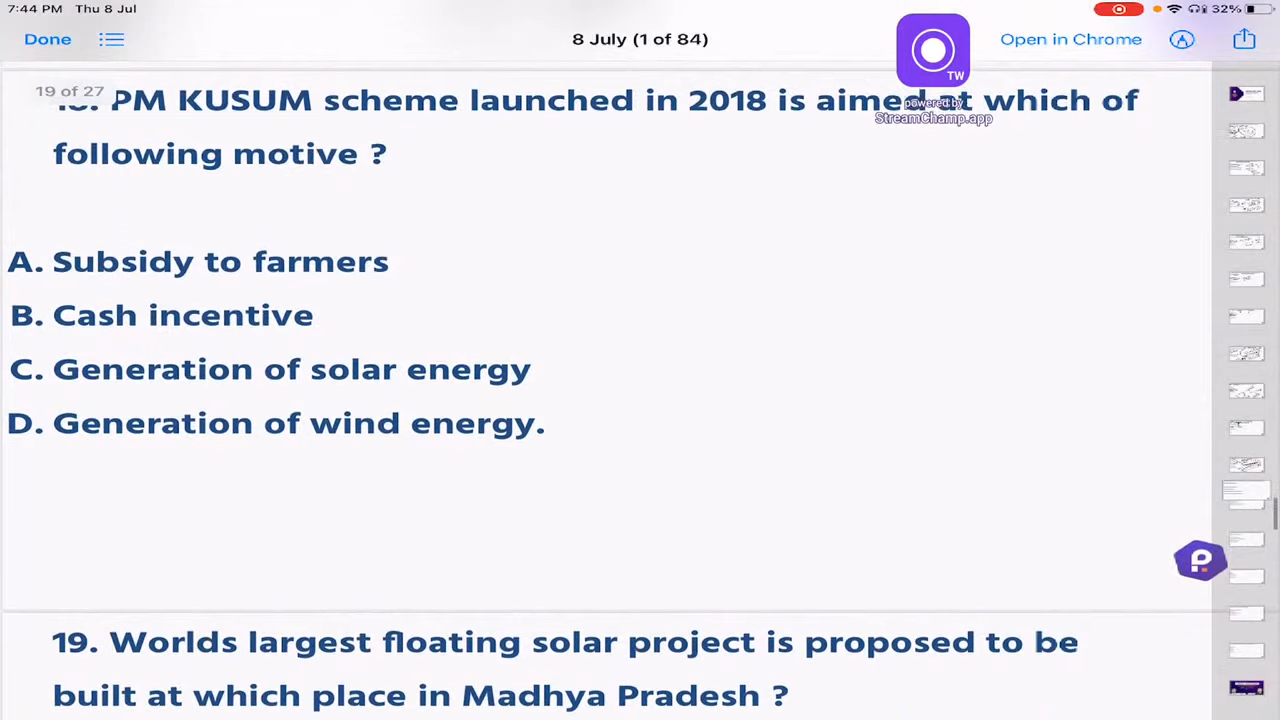 7:44 PM Thu 8 Jul
32%
Done
8 July (1 of 84)
Open in Chrome
TW
powered by
StreamChamp.app
19 of 27
PM KUSUM scheme launched in 2018 is aimed at which of
following motive ?
A. Subsidy to farmers
B. Cash incentive
C. Generation of solar energy
D. Generation of wind energy.
19. Worlds largest floating solar project is proposed to be
built at which place in Madhya Pradesh ?